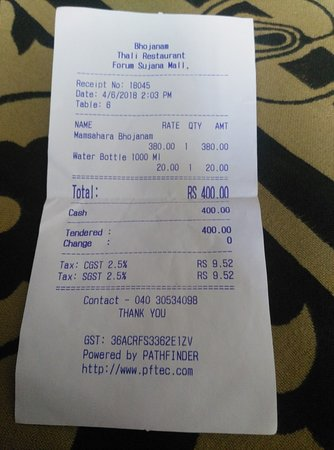 Bhojanam
Thali Restaurant
Forum Sujana Mall.
Receipt No: 18045
Date: 4/6/2018 2:03 PM
Table: 6
NAME RATE QTY AMT
Mamsahara Bhojanam
380.00 1 380.00
Water Bottle 1000 Ml
20.00 1 20.00
Total: RS 400.00
Cash 400.00
Tendered : 400.00
Change : 0
Tax: CGST 2.5% RS 9.52
Tax: SGST 2.5% RS 9.52
Contact - 040 30534098
THANK YOU
GST: 36ACRFS3362E1ZV
Powered by PATHFINDER
http://www.pftec.com